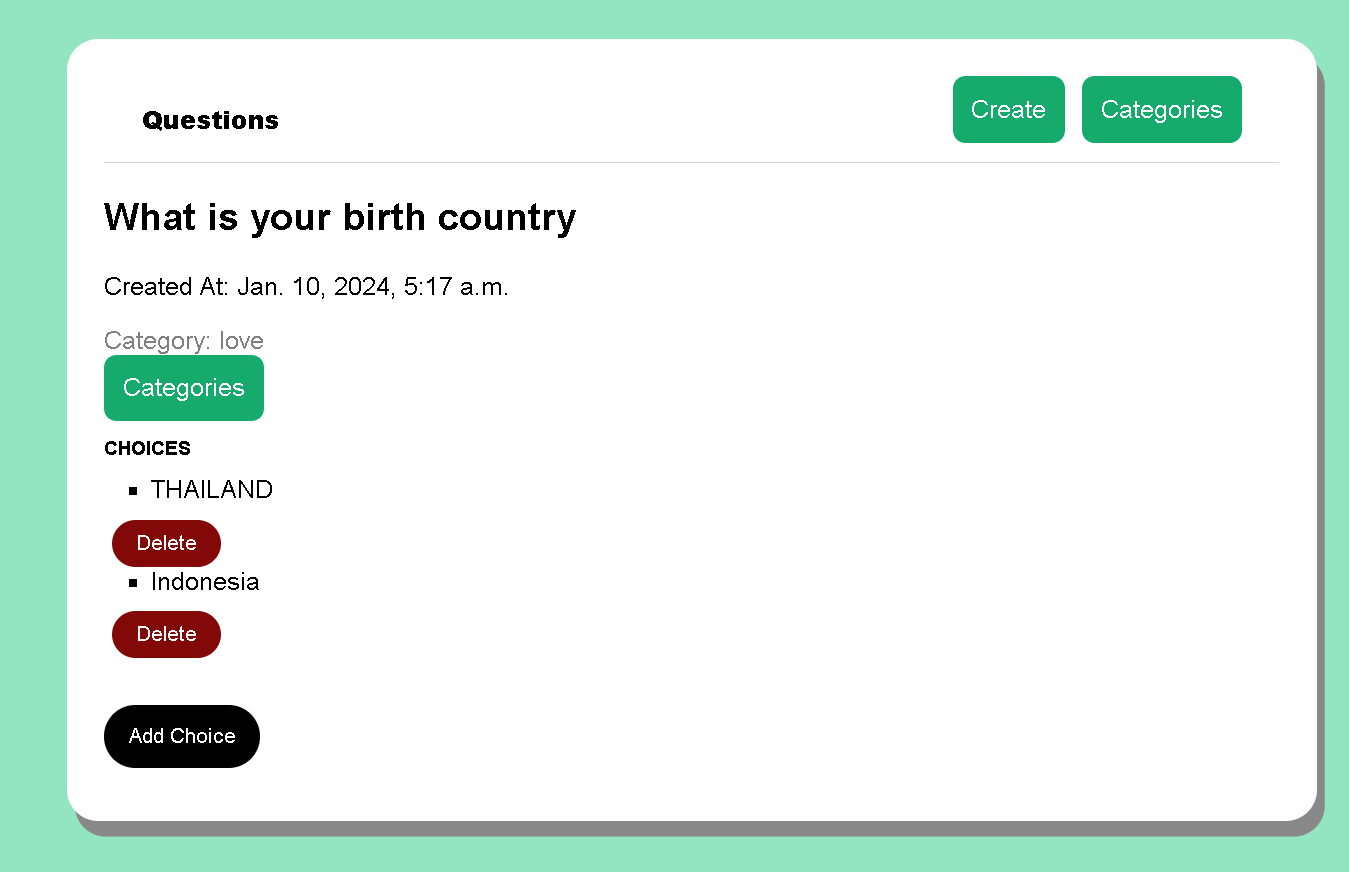 Questions
Create
Categories
What is your birth country
Created At: Jan. 10, 2024, 5:17 a.m.
Category: love
Categories
CHOICES
THAILAND
Delete
Indonesia
Delete
Add Choice